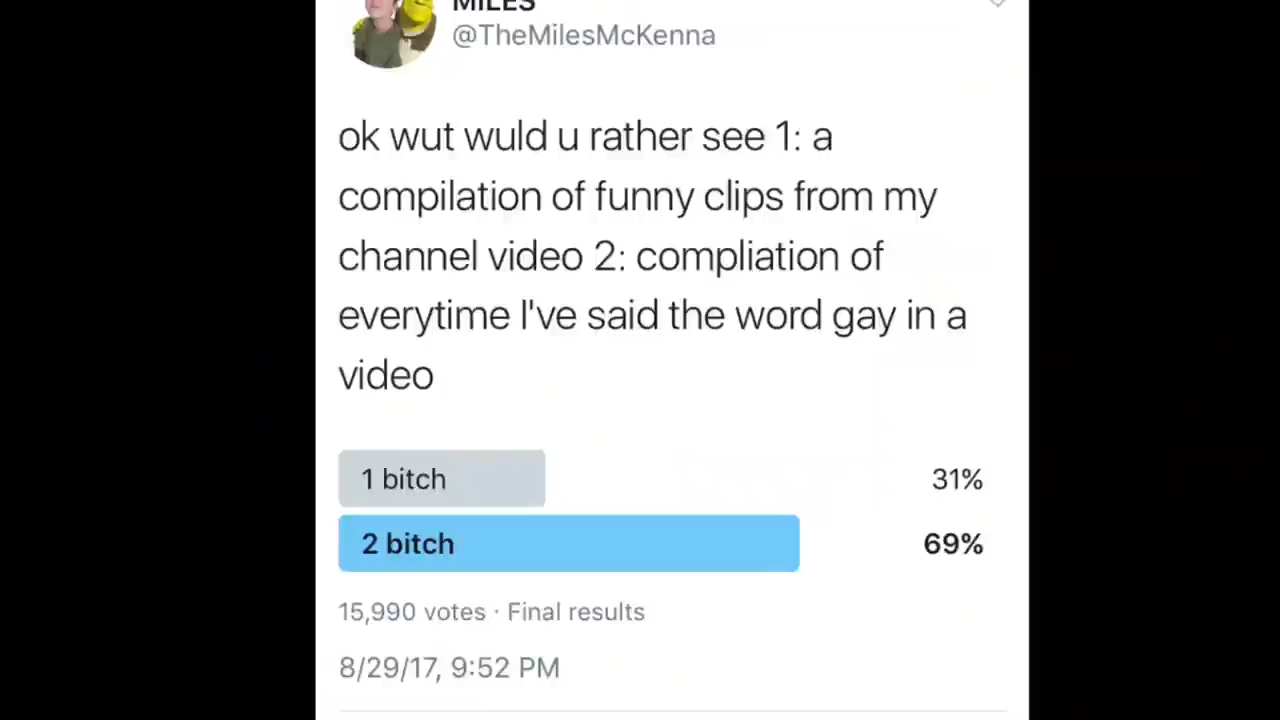 MILES
@TheMilesMcKenna
ok wut wuld u rather see 1: a
compilation of funny clips from my
channel video 2: compliation of
everytime I've said the word gay in a
video
1 bitch 31%
2 bitch 69%
15,990 votes · Final results
8/29/17, 9:52 PM